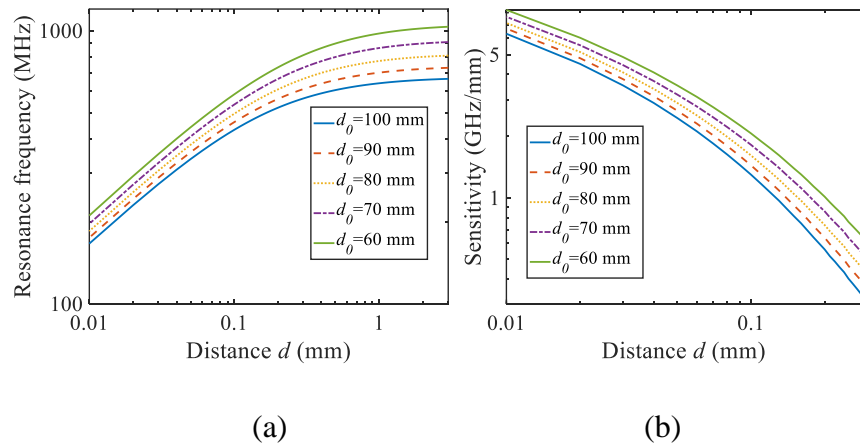 Resonance frequency (MHz)
1000
100
0.01
0.1
1
Distance d (mm)
d0=100 mm
d0=90 mm
d0=80 mm
d0=70 mm
d0=60 mm
(a)
Sensitivity (GHz/mm)
5
2
1
0.01
0.1
Distance d (mm)
d0=100 mm
d0=90 mm
d0=80 mm
d0=70 mm
d0=60 mm
(b)